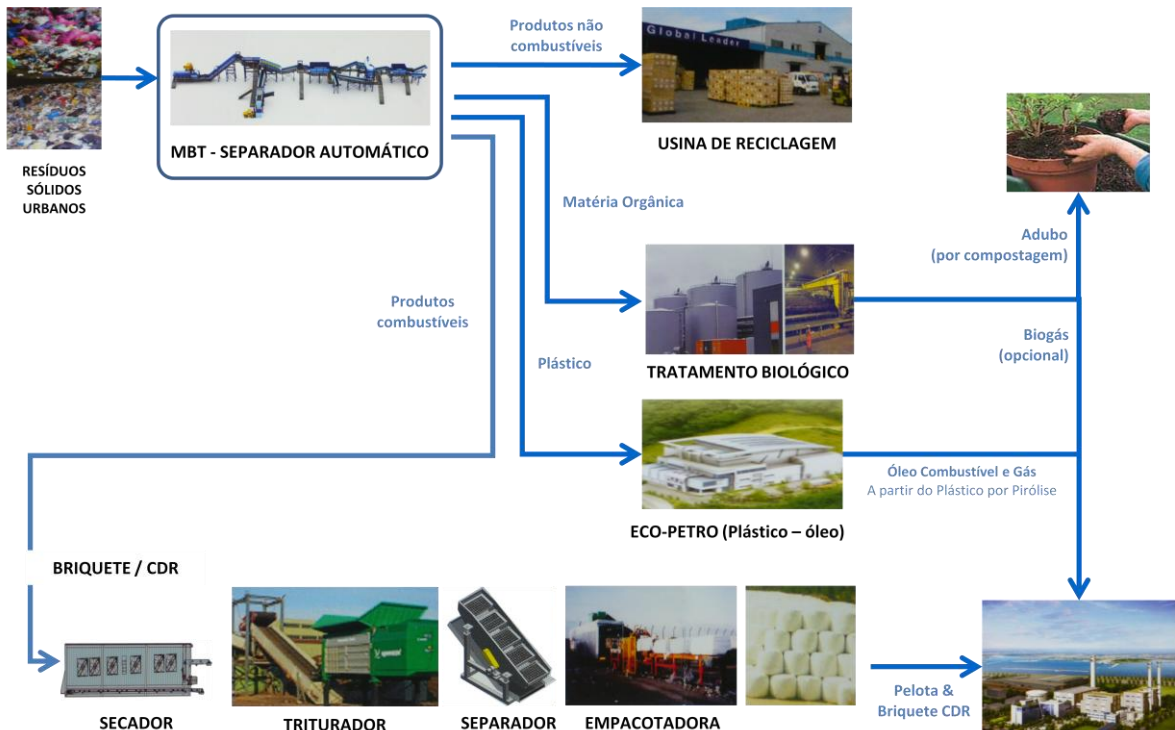 Produtos não
combustíveis
Global Leader
MBT - SEPARADOR AUTOMÁTICO
USINA DE RECICLAGEM
RESÍDUOS
SÓLIDOS
URBANOS
Matéria Orgânica
Adubo
(por compostagem)
Produtos
combustíveis
Biogás
(opcional)
Plástico
TRATAMENTO BIOLÓGICO
Óleo Combustível e Gás
A partir do Plástico por Pirólise
ECO-PETRO (Plástico – óleo)
BRIQUETE / CDR
SECADOR
TRITURADOR
SEPARADOR
EMPACOTADORA
Pelota &
Briquete CDR